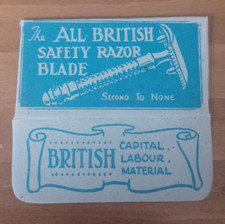 The ALL BRITISH
SAFETY RAZOR
BLADE
SECOND TO NONE
BRITISH
CAPITAL.
LABOUR.
MATERIAL